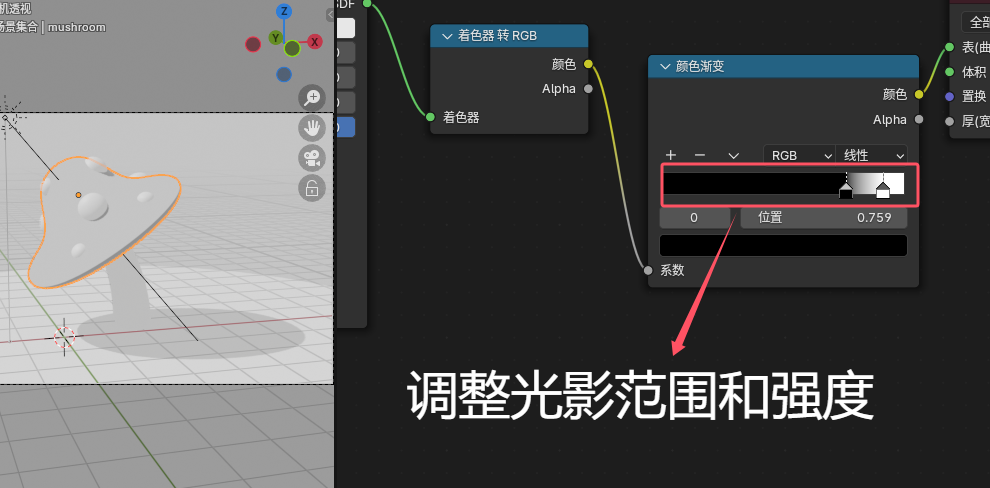 机透视
场景集合 | mushroom
Z
Y
X
SDF
着色器 转 RGB
颜色
Alpha
着色器
颜色渐变
颜色
Alpha
RGB
线性
0
位置
0.759
系数
全部
表(曲
体积
置换
厚(宽
调整光影范围和强度